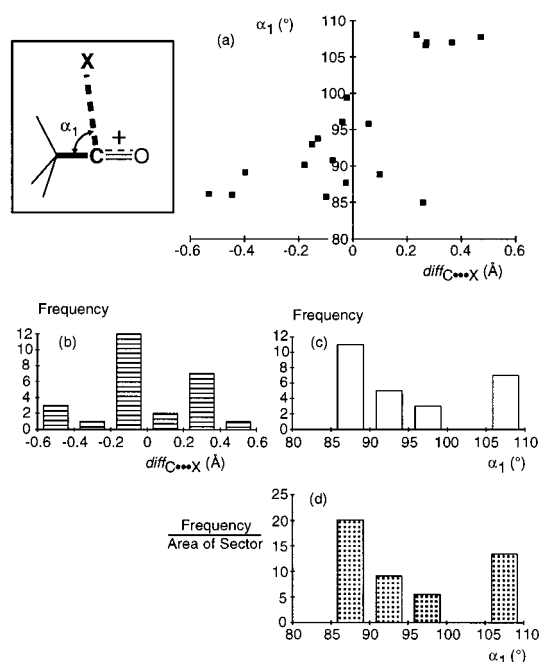 X
α1
+
C
O
(a)
α1 (°)
110
105
100
95
90
85
80
-0.6 -0.4 -0.2 0 0.2 0.4 0.6
diffC•••X (Å)
Frequency
(b)
12
10
8
6
4
2
0
-0.6 -0.4 -0.2 0 0.2 0.4 0.6
diffC•••X (Å)
Frequency
(c)
12
10
8
6
4
2
0
80 85 90 95 100 105 110
α1 (°)
(d)
Frequency
Area of Sector
25
20
15
10
5
0
80 85 90 95 100 105 110
α1 (°)